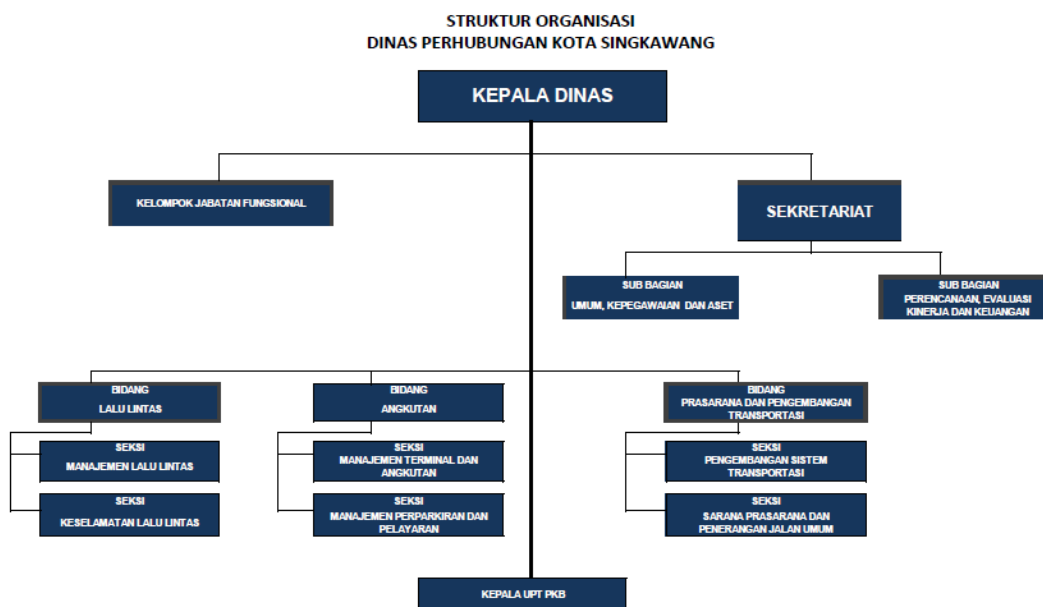 STRUKTUR ORGANISASI
DINAS PERHUBUNGAN KOTA SINGKAWANG
KEPALA DINAS
KELOMPOK JABATAN FUNGSIONAL
SEKRETARIAT
SUB BAGIAN
UMUM, KEPEGAWAIAN DAN ASET
SUB BAGIAN
PERENCANAAN, EVALUASI
KINERJA DAN KEUANGAN
BIDANG
LALU LINTAS
BIDANG
ANGKUTAN
BIDANG
PRASARANA DAN PENGEMBANGAN
TRANSPORTASI
SEKSI
MANAJEMEN LALU LINTAS
SEKSI
MANAJEMEN TERMINAL DAN
ANGKUTAN
SEKSI
PENGEMBANGAN SISTEM
TRANSPORTASI
SEKSI
KESELAMATAN LALU LINTAS
SEKSI
MANAJEMEN PERPARKIRAN DAN
PELAYARAN
SEKSI
SARANA PRASARANA DAN
PENERANGAN JALAN UMUM
KEPALA UPT PKB